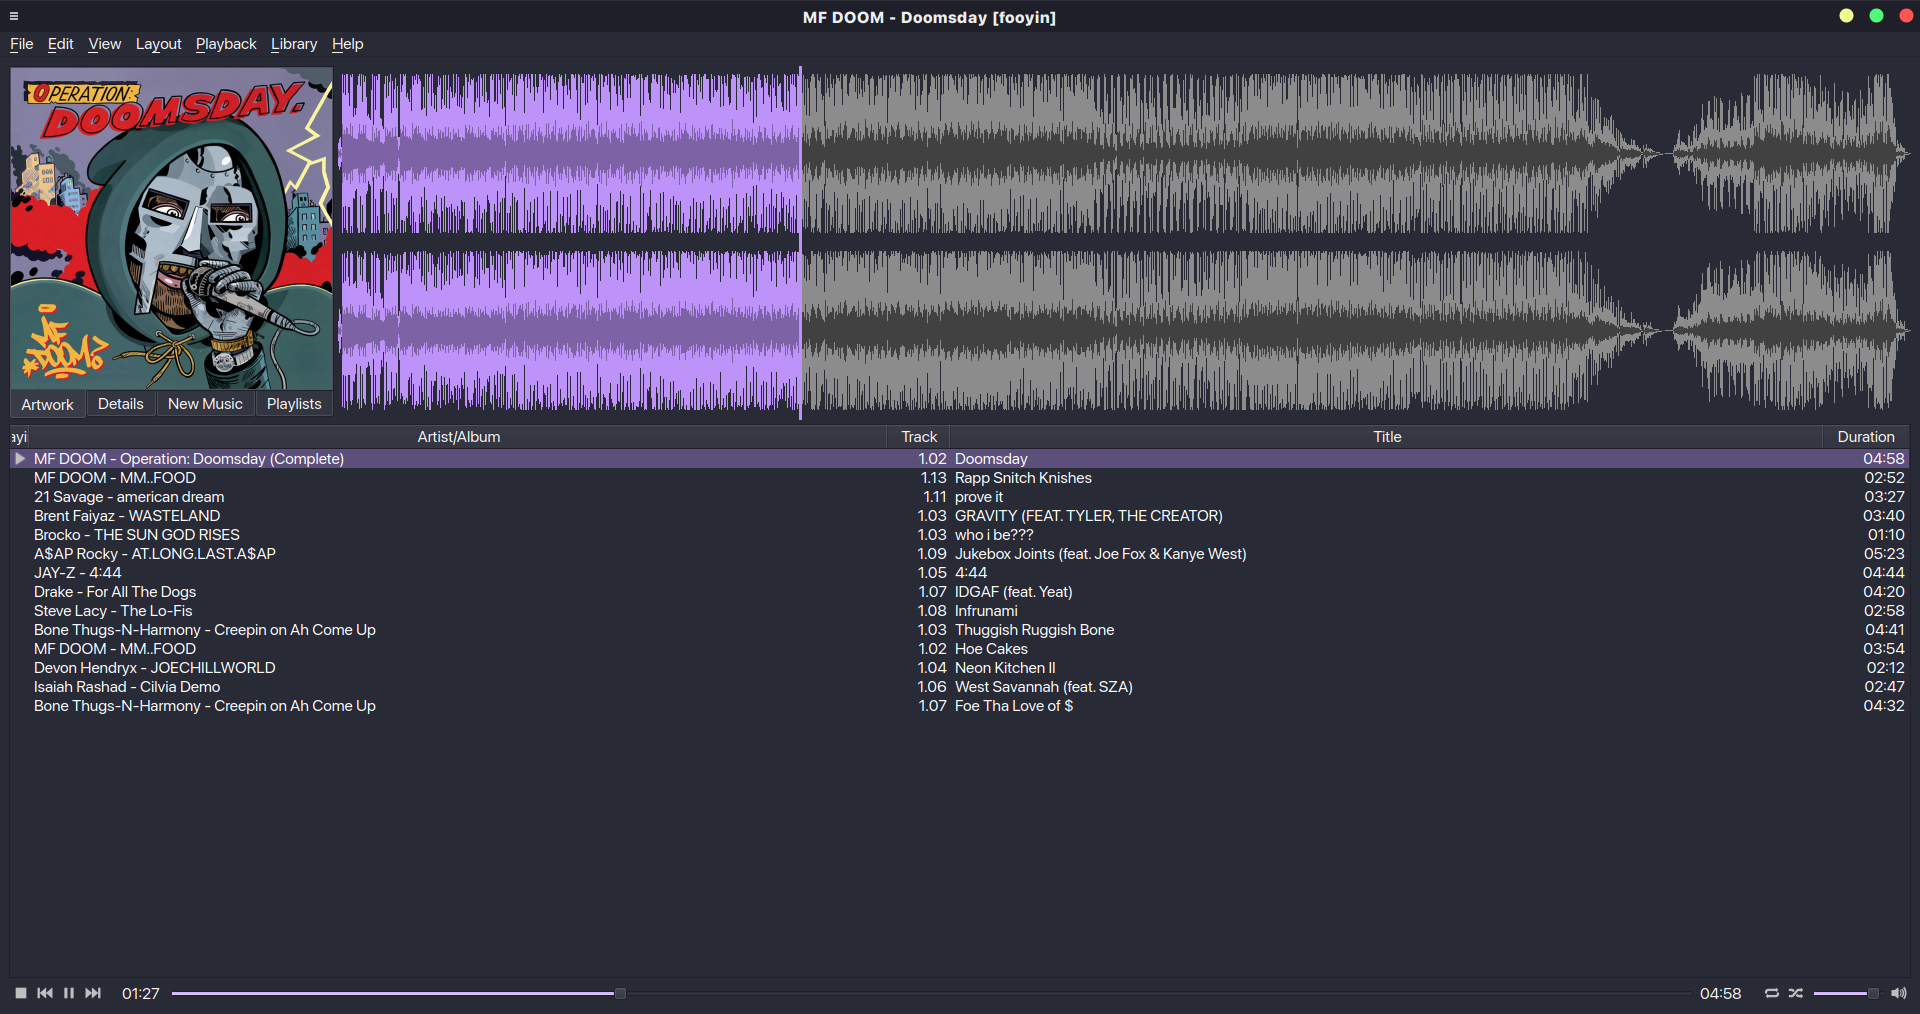 MF DOOM - Doomsday [fooyin]
File Edit View Layout Playback Library Help
OPERATION:
DOOMSDAY.
MF
DOOM
Artwork Details New Music Playlists
ayi Artist/Album Track Title Duration
MF DOOM - Operation: Doomsday (Complete) 1.02 Doomsday 04:58
MF DOOM - MM..FOOD 1.13 Rapp Snitch Knishes 02:52
21 Savage - american dream 1.11 prove it 03:27
Brent Faiyaz - WASTELAND 1.03 GRAVITY (FEAT. TYLER, THE CREATOR) 03:40
Brocko - THE SUN GOD RISES 1.03 who i be??? 01:10
A$AP Rocky - AT.LONG.LAST.A$AP 1.09 Jukebox Joints (feat. Joe Fox & Kanye West) 05:23
JAY-Z - 4:44 1.05 4:44 04:44
Drake - For All The Dogs 1.07 IDGAF (feat. Yeat) 04:20
Steve Lacy - The Lo-Fis 1.08 Infrunami 02:58
Bone Thugs-N-Harmony - Creepin on Ah Come Up 1.03 Thuggish Ruggish Bone 04:41
MF DOOM - MM..FOOD 1.02 Hoe Cakes 03:54
Devon Hendryx - JOECHILLWORLD 1.04 Neon Kitchen II 02:12
Isaiah Rashad - Cilvia Demo 1.06 West Savannah (feat. SZA) 02:47
Bone Thugs-N-Harmony - Creepin on Ah Come Up 1.07 Foe Tha Love of $ 04:32
01:27 04:58